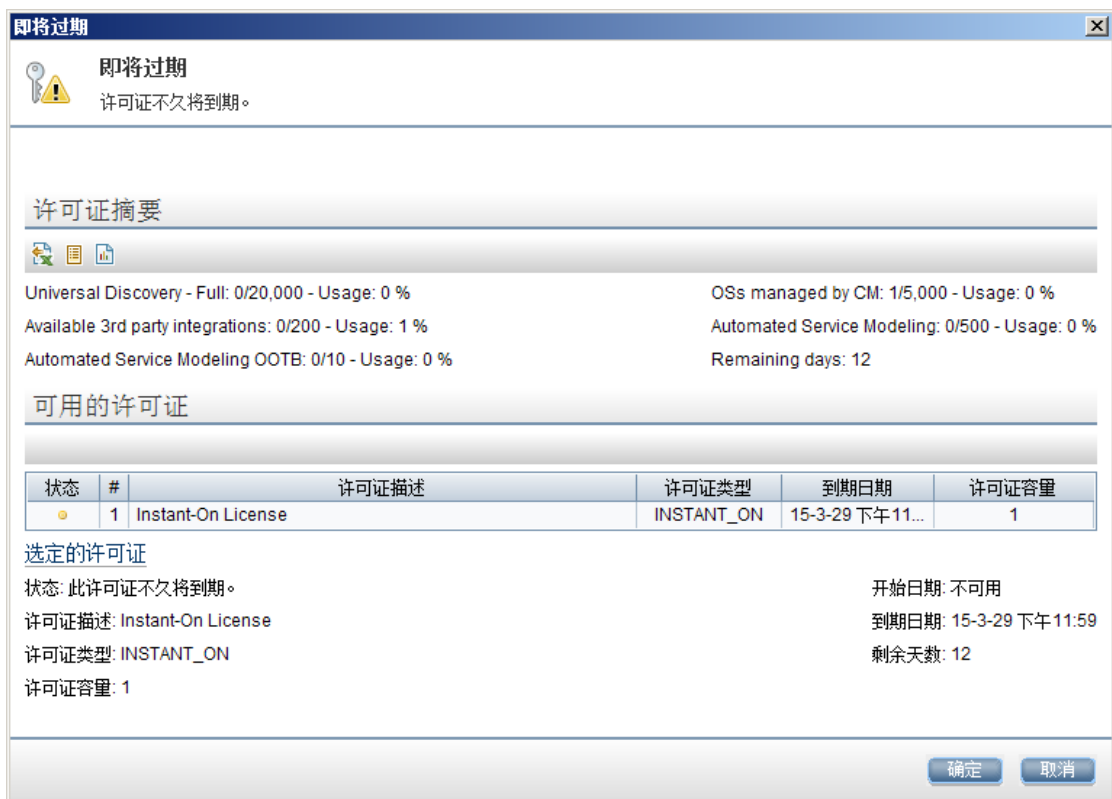 即将过期
即将过期
许可证不久将到期。
许可证摘要
Universal Discovery - Full: 0/20,000 - Usage: 0 % OSs managed by CM: 1/5,000 - Usage: 0 %
Available 3rd party integrations: 0/200 - Usage: 1 % Automated Service Modeling: 0/500 - Usage: 0 %
Automated Service Modeling OOTB: 0/10 - Usage: 0 % Remaining days: 12
可用的许可证
状态 # 许可证描述 许可证类型 到期日期 许可证容量
1 Instant-On License INSTANT_ON 15-3-29 下午11... 1
选定的许可证
状态: 此许可证不久将到期。 开始日期: 不可用
许可证描述: Instant-On License 到期日期: 15-3-29 下午11:59
许可证类型: INSTANT_ON 剩余天数: 12
许可证容量: 1
确定 取消